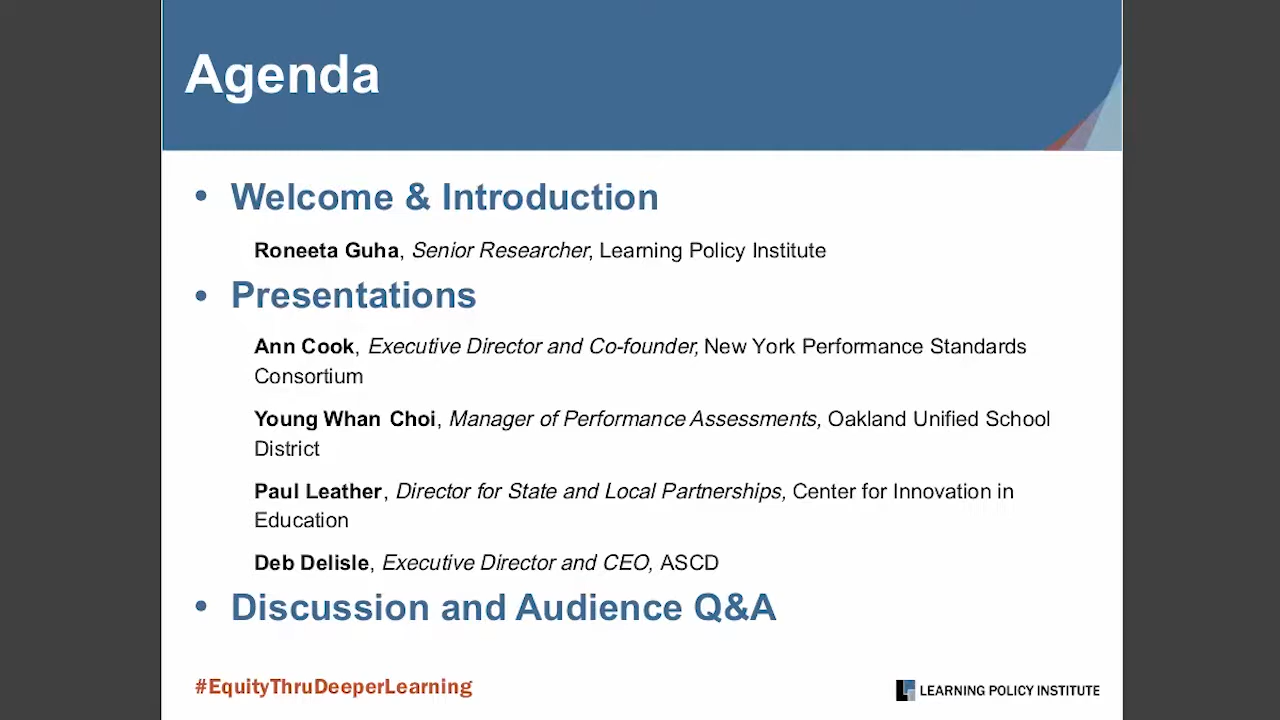 Agenda
• Welcome & Introduction
Roneeta Guha, Senior Researcher, Learning Policy Institute
• Presentations
Ann Cook, Executive Director and Co-founder, New York Performance Standards
Consortium
Young Whan Choi, Manager of Performance Assessments, Oakland Unified School
District
Paul Leather, Director for State and Local Partnerships, Center for Innovation in
Education
Deb Delisle, Executive Director and CEO, ASCD
• Discussion and Audience Q&A
#EquityThruDeeperLearning
LEARNING POLICY INSTITUTE